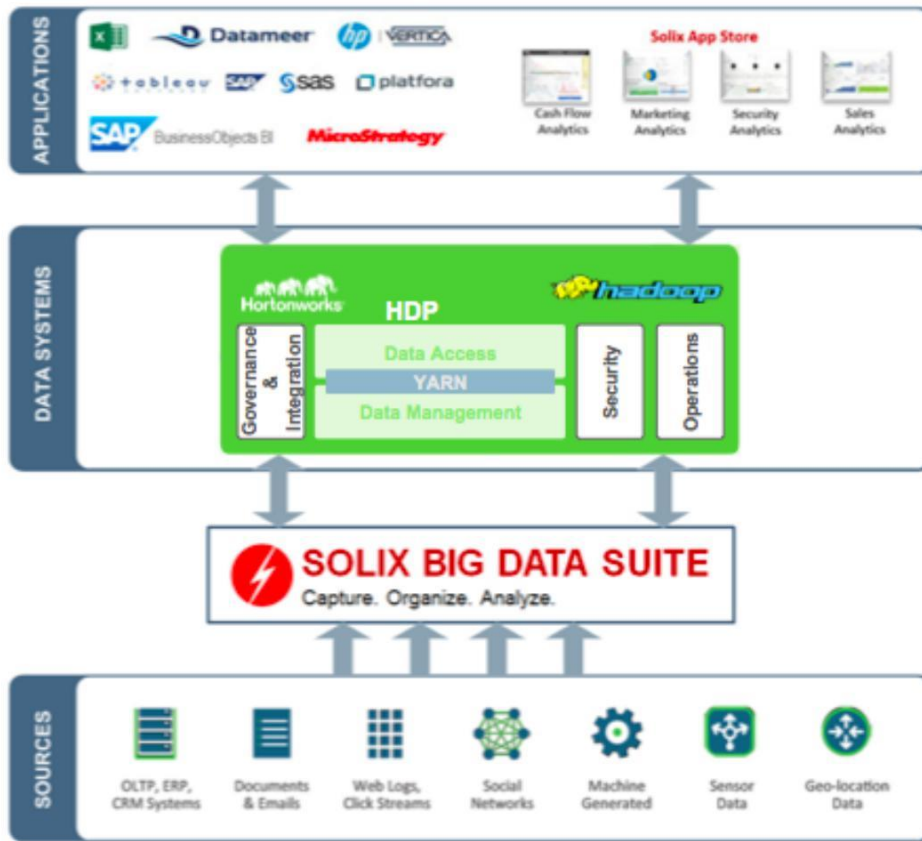 APPLICATIONS
Datameer
hp VERTICA
Solix App Store
tableau
SAP
sas
platfora
Cash Flow
Analytics
Marketing
Analytics
Security
Analytics
Sales
Analytics
SAP BusinessObjects BI
MicroStrategy
DATA SYSTEMS
Hortonworks
hadoop
HDP
Governance
&
Integration
Data Access
YARN
Data Management
Security
Operations
SOLIX BIG DATA SUITE
Capture. Organize. Analyze.
SOURCES
OLTP, ERP,
CRM Systems
Documents
& Emails
Web Logs,
Click Streams
Social
Networks
Machine
Generated
Sensor
Data
Geo-location
Data